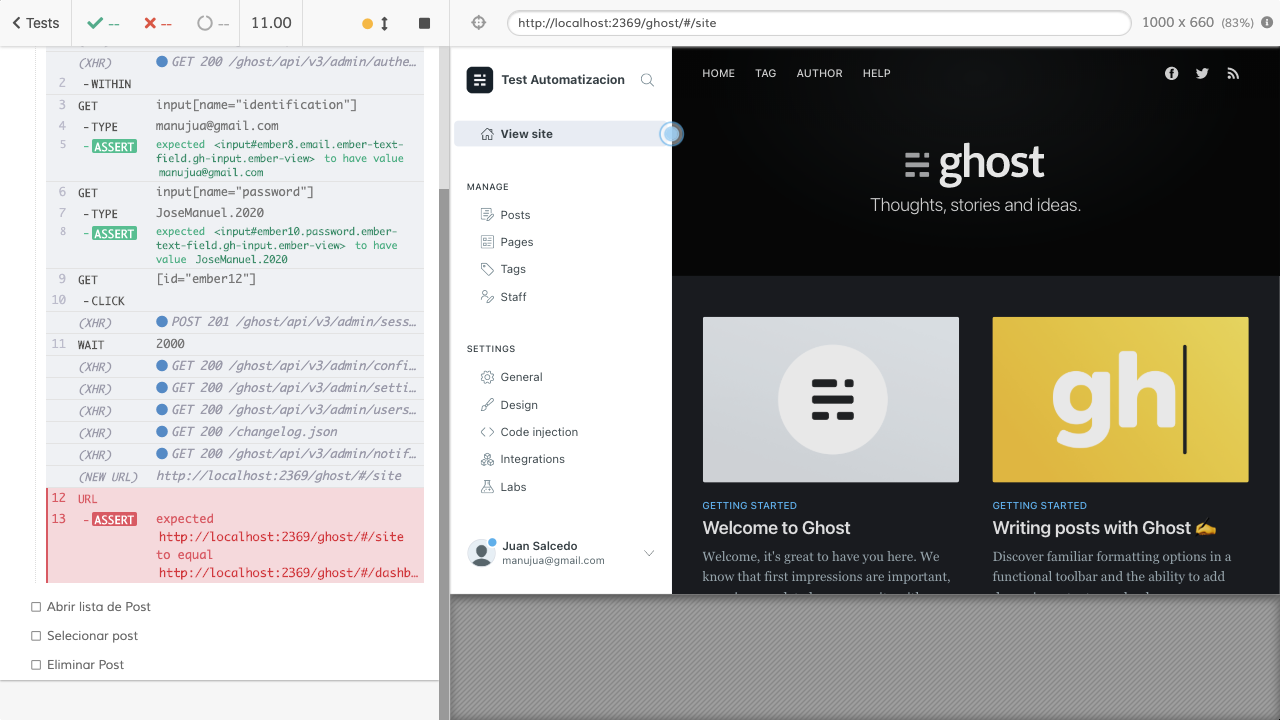 Tests
--
--
--
11.00
http://localhost:2369/ghost/#/site
1000 x 660 (83%)
(XHR) GET 200 /ghost/api/v3/admin/authe…
2 -WITHIN
3 GET input[name="identification"]
4 -TYPE manujua@gmail.com
5 -ASSERT expected <input#ember8.email.ember-text-
field.gh-input.ember-view> to have value
manujua@gmail.com
6 GET input[name="password"]
7 -TYPE JoseManuel.2020
8 -ASSERT expected <input#ember10.password.ember-
text-field.gh-input.ember-view> to have
value JoseManuel.2020
9 GET [id="ember12"]
10 -CLICK
(XHR) POST 201 /ghost/api/v3/admin/sess…
11 WAIT 2000
(XHR) GET 200 /ghost/api/v3/admin/confi…
(XHR) GET 200 /ghost/api/v3/admin/setti…
(XHR) GET 200 /ghost/api/v3/admin/users…
(XHR) GET 200 /changelog.json
(XHR) GET 200 /ghost/api/v3/admin/notif…
(NEW URL) http://localhost:2369/ghost/#/site
12 URL
13 -ASSERT expected
http://localhost:2369/ghost/#/site
to equal
http://localhost:2369/ghost/#/dashb…
Abrir lista de Post
Selecionar post
Eliminar Post
Test Automatizacion
View site
MANAGE
Posts
Pages
Tags
Staff
SETTINGS
General
Design
Code injection
Integrations
Labs
Juan Salcedo
manujua@gmail.com
HOME TAG AUTHOR HELP
ghost
Thoughts, stories and ideas.
GETTING STARTED
Welcome to Ghost
Welcome, it's great to have you here. We
know that first impressions are important,
gh
GETTING STARTED
Writing posts with Ghost ✍️
Discover familiar formatting options in a
functional toolbar and the ability to add